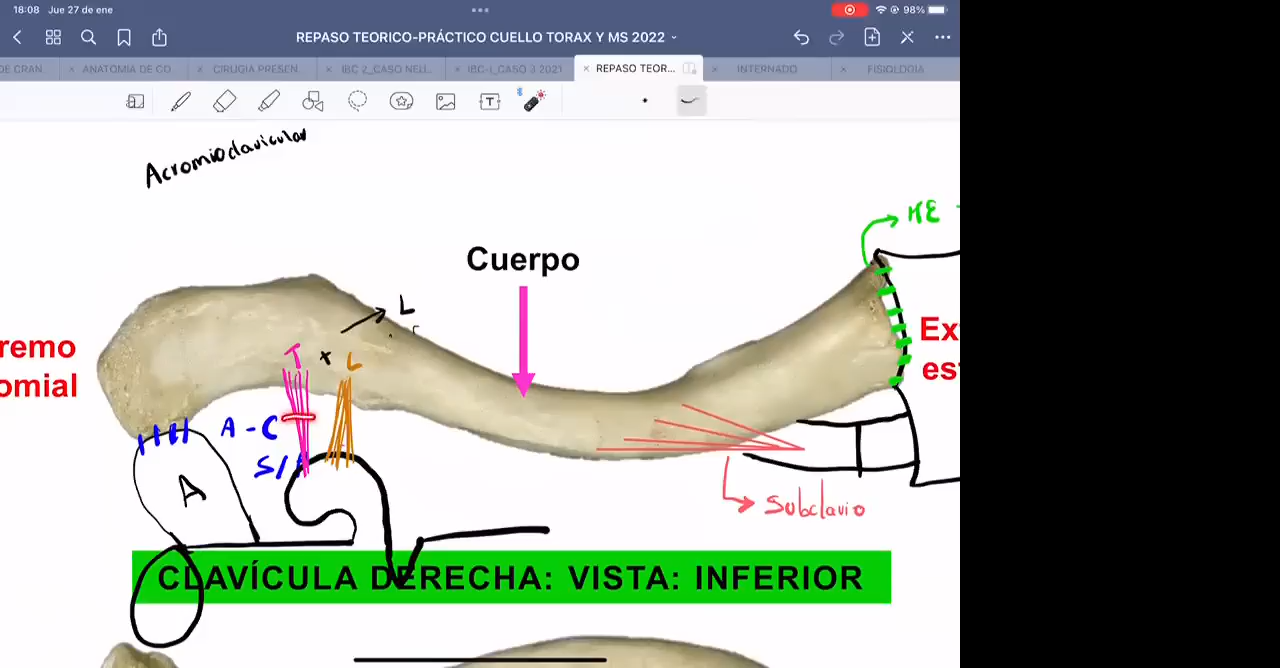 18:08 Jue 27 de ene
98%
REPASO TEORICO-PRÁCTICO CUELLO TORAX Y MS 2022
DE CRAN
ANATOMIA DE CO
CIRUGIA PRESEN...
IBC 2_CASO NEU...
IBC-I_CASO 3 2021
REPASO TEOR...
INTERNADO
FISIOLOGIA
Acromioclavicular
HE
Cuerpo
L
Ex
es
remo
omial
T + L
A-C
S/
A
Subclavio
CLAVÍCULA DERECHA: VISTA: INFERIOR